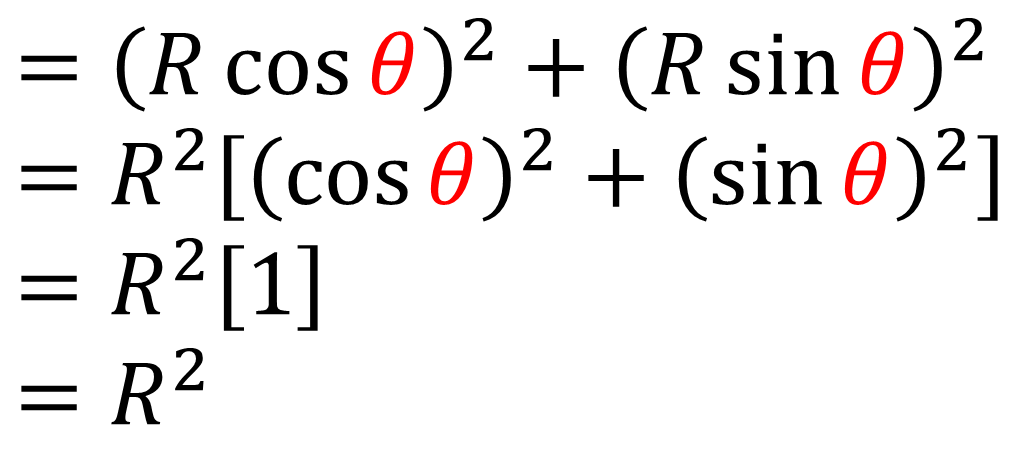 = (R cos θ)² + (R sin θ)²
= R²[(cos θ)² + (sin θ)²]
= R²[1]
= R²